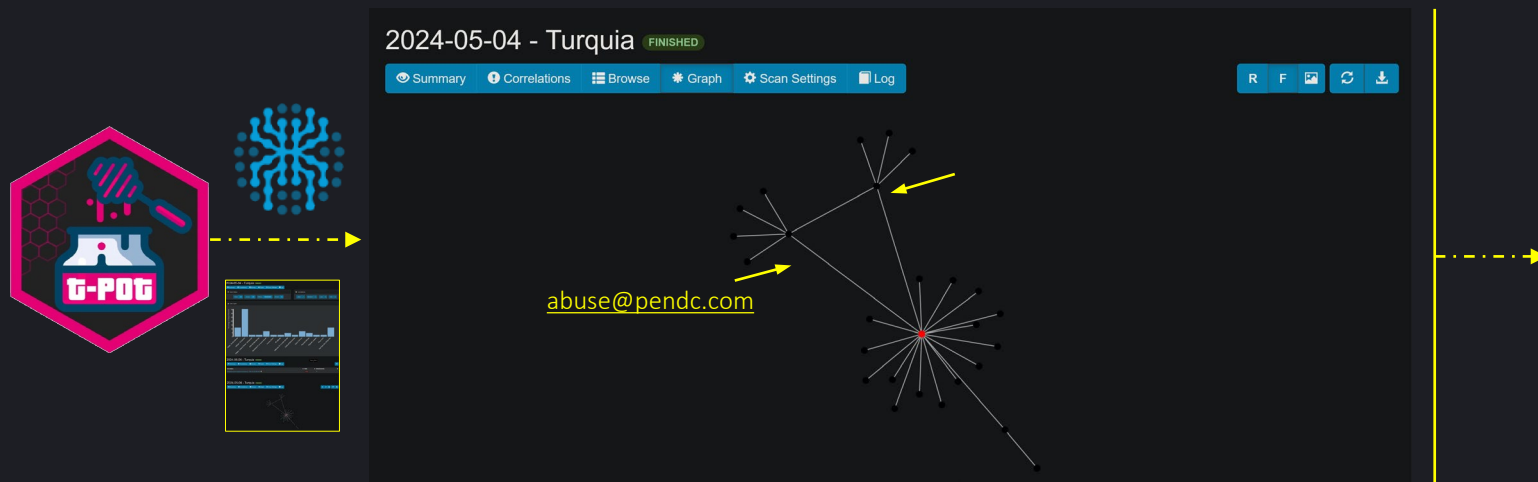 2024-05-04 - Turquia FINISHED
Summary Correlations Browse Graph Scan Settings Log
R F
t-pot
abuse@pendc.com